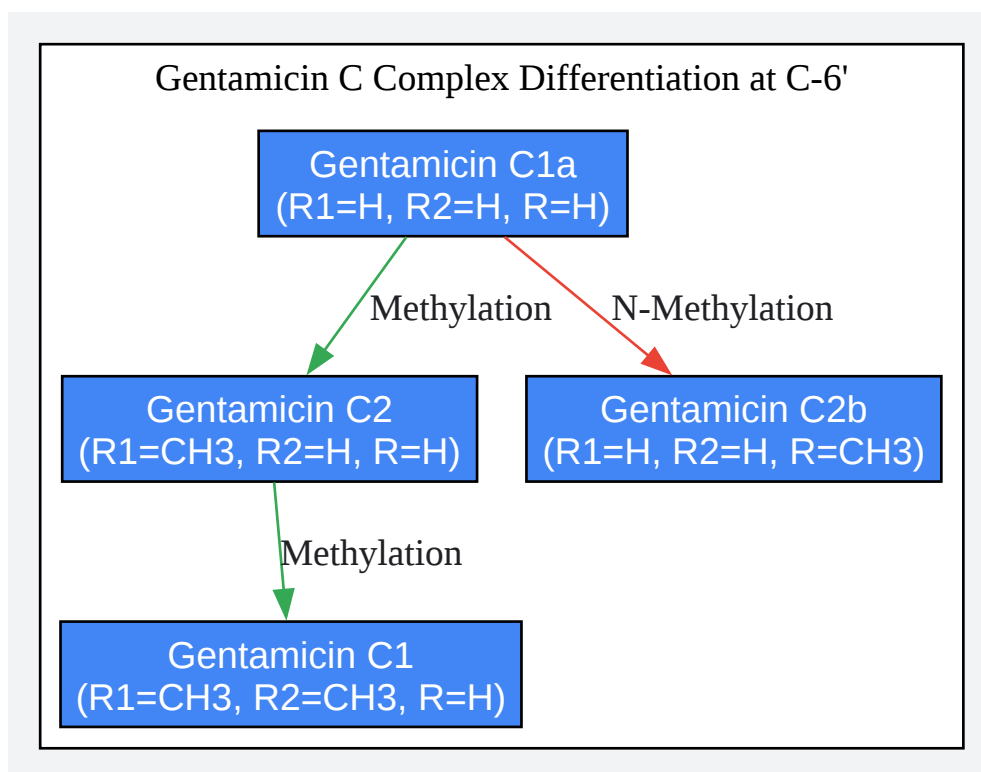 Gentamicin C Complex Differentiation at C-6'
Gentamicin C1a
(R1=H, R2=H, R=H)
Methylation
N-Methylation
Gentamicin C2
(R1=CH3, R2=H, R=H)
Gentamicin C2b
(R1=H, R2=H, R=CH3)
Methylation
Gentamicin C1
(R1=CH3, R2=CH3, R=H)